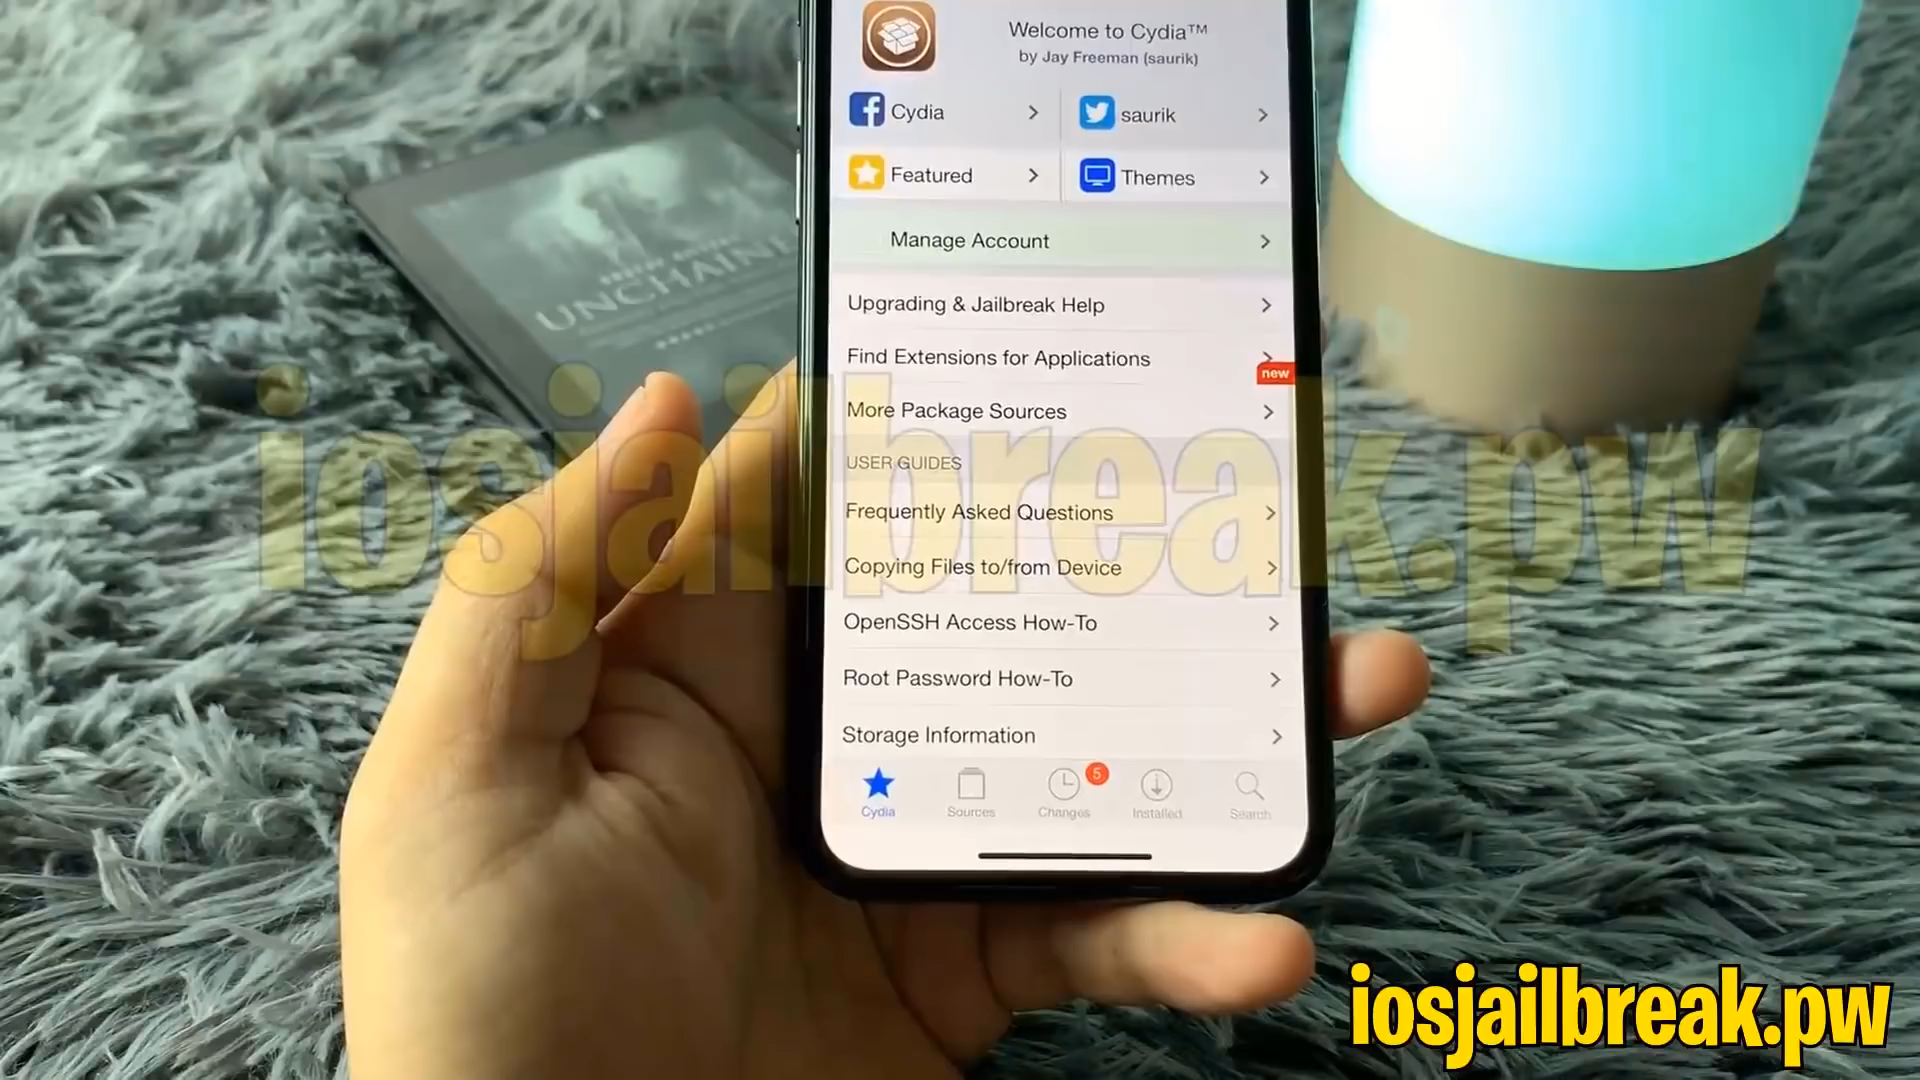 Welcome to Cydia™
by Jay Freeman (saurik)
Cydia
saurik
Featured
Themes
Manage Account
Upgrading & Jailbreak Help
Find Extensions for Applications
new
More Package Sources
USER GUIDES
Frequently Asked Questions
Copying Files to/from Device
OpenSSH Access How-To
Root Password How-To
Storage Information
5
Cydia
Sources
Changes
Installed
Search
UNCHAINE
iosjailbreak.pw
iosjailbreak.pw